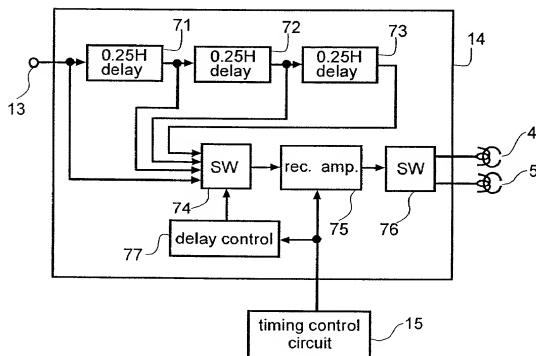 71
72
73
14
0.25H
delay
0.25H
delay
0.25H
delay
13
SW
rec. amp.
SW
4
5
74
75
76
delay control
77
timing control
circuit
15